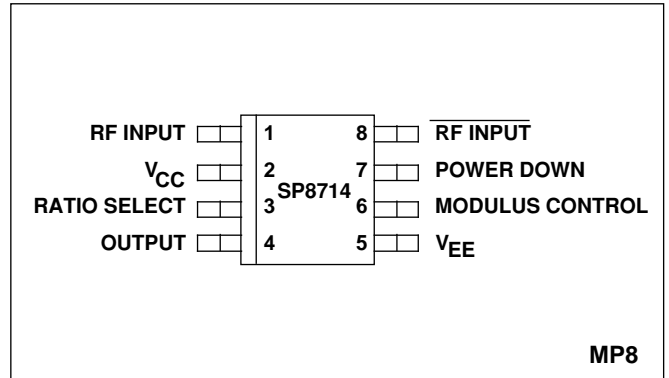 RF INPUT 1 8 RF INPUT
VCC 2 7 POWER DOWN
SP8714
RATIO SELECT 3 6 MODULUS CONTROL
OUTPUT 4 5 VEE
MP8